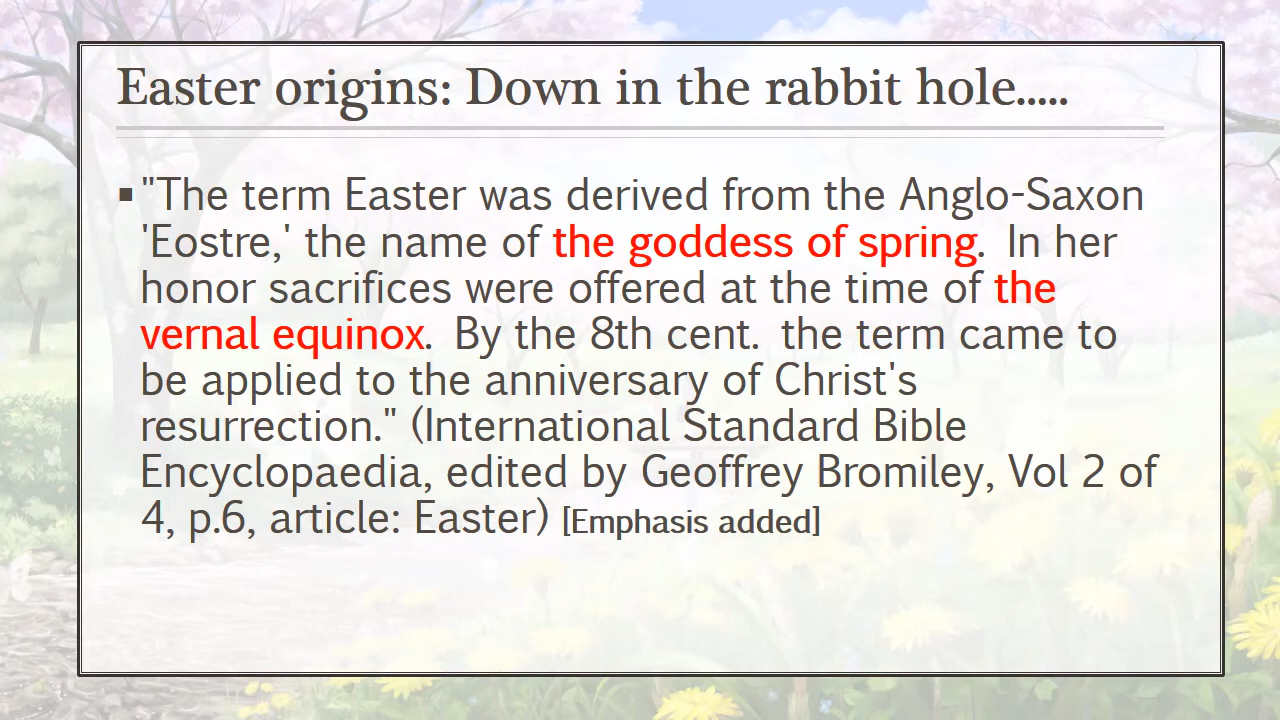 Easter origins: Down in the rabbit hole.....
▪"The term Easter was derived from the Anglo-Saxon
'Eostre,' the name of the goddess of spring.  In her
honor sacrifices were offered at the time of the
vernal equinox.  By the 8th cent.  the term came to
be applied to the anniversary of Christ's
resurrection." (International Standard Bible
Encyclopaedia, edited by Geoffrey Bromiley, Vol 2 of
4, p.6, article: Easter) [Emphasis added]